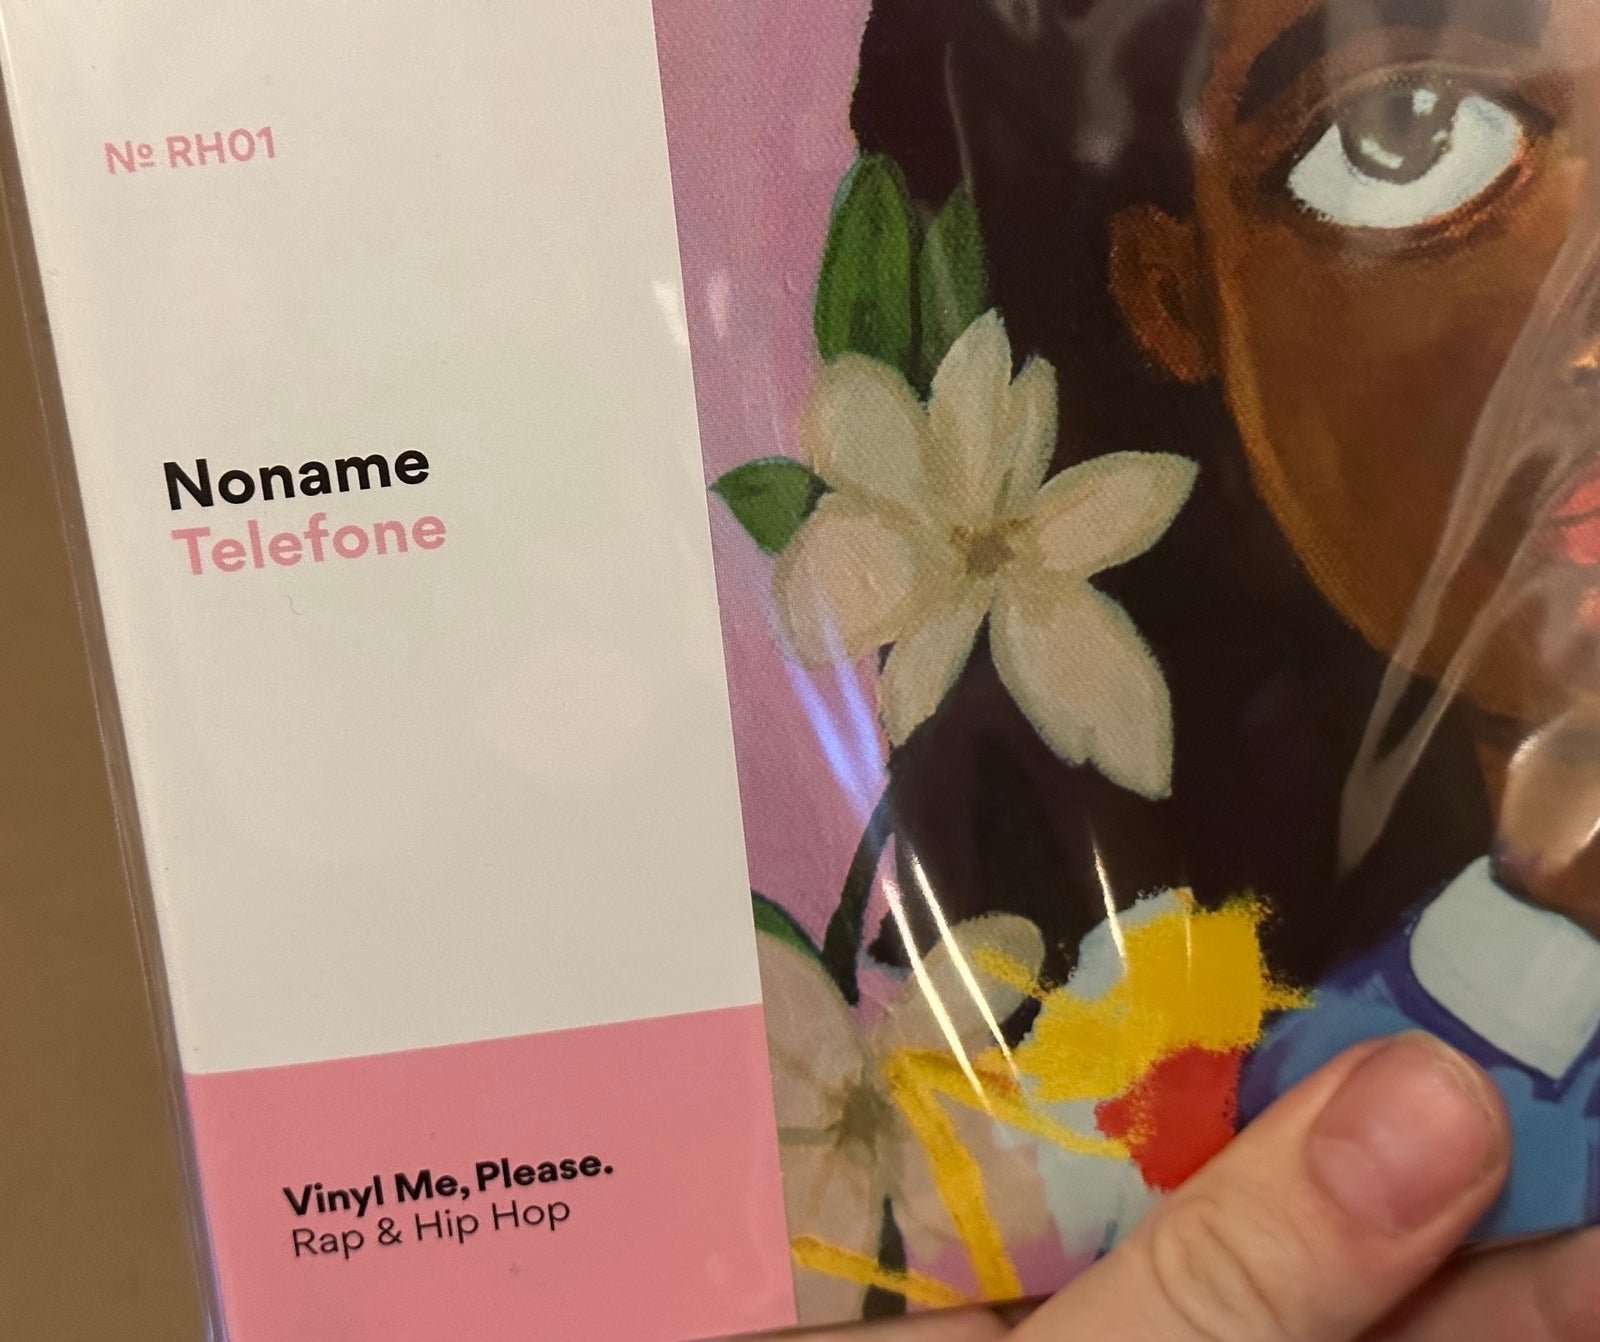 Nº RH01
Noname
Telefone
Vinyl Me, Please.
Rap & Hip Hop